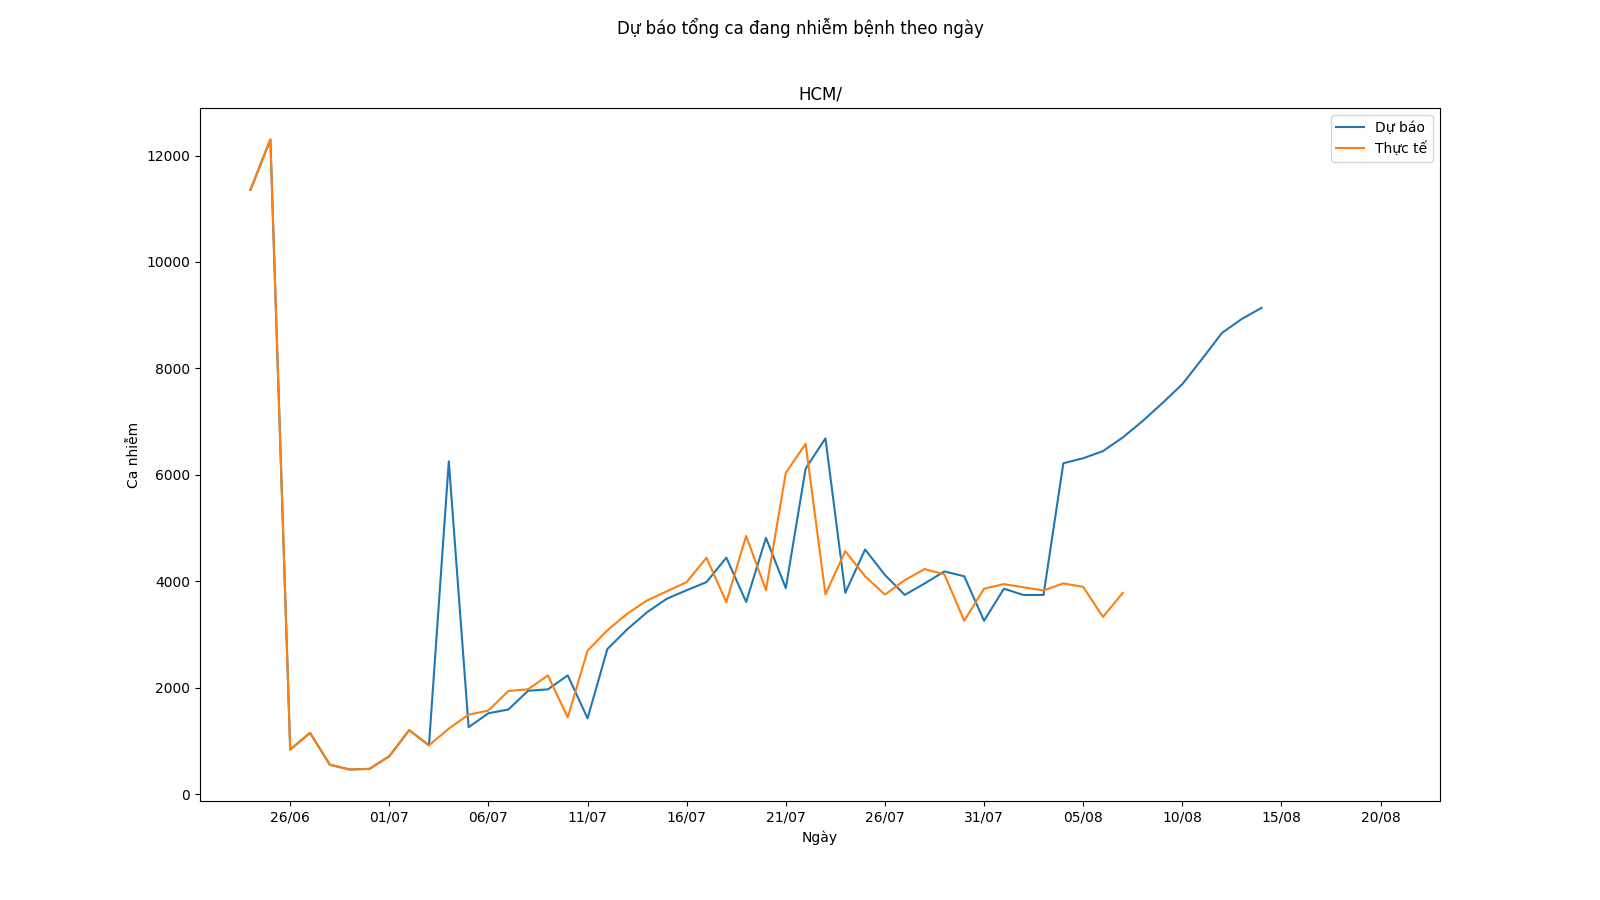 Dự báo tổng ca đang nhiễm bệnh theo ngày
HCM/
Dự báo
Thực tế
12000
10000
8000
6000
4000
2000
0
Ca nhiễm
26/06 01/07 06/07 11/07 16/07 21/07 26/07 31/07 05/08 10/08 15/08 20/08
Ngày